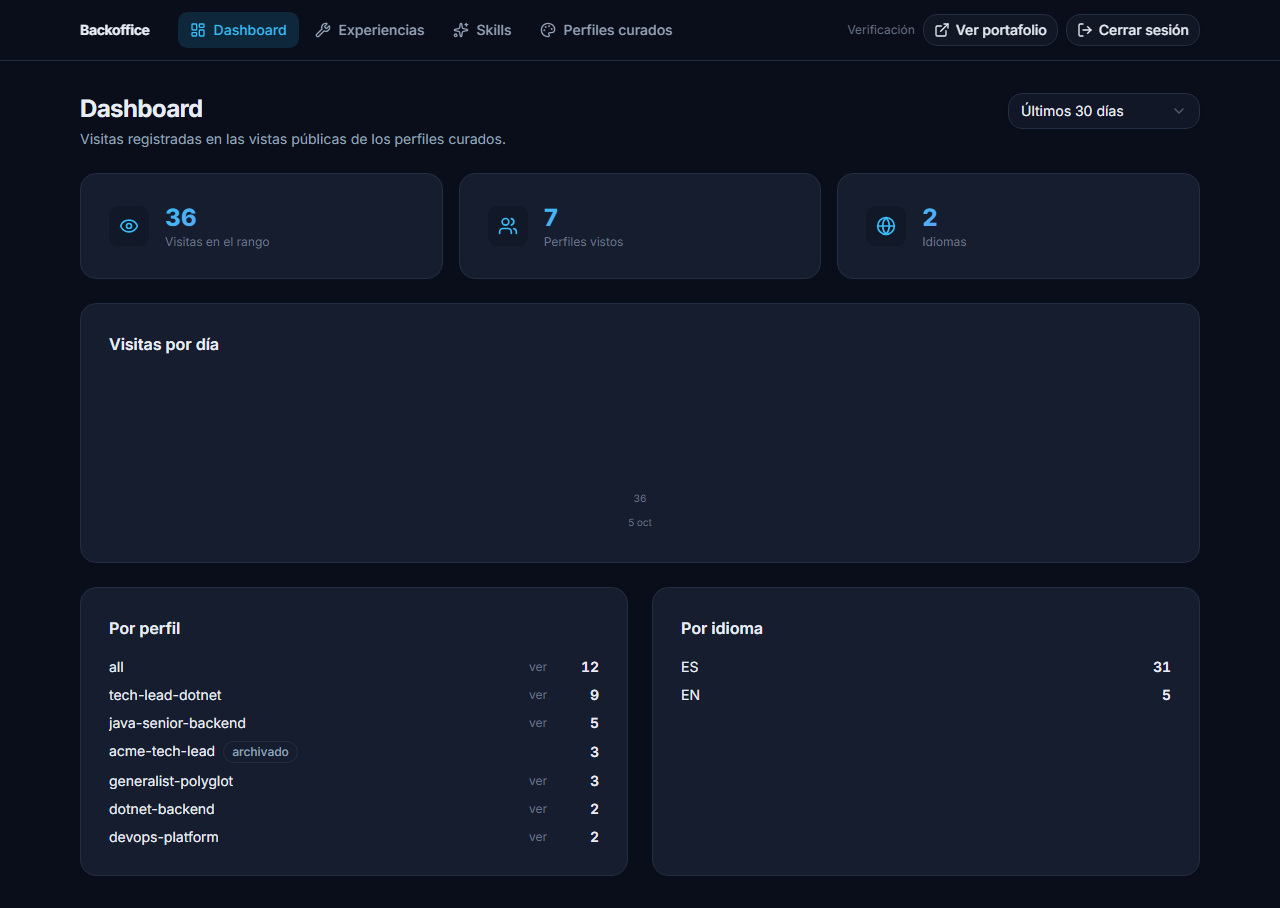 Backoffice Dashboard Experiencias Skills Perfiles curados Verificación Ver portafolio Cerrar sesión
Dashboard
Últimos 30 días
Visitas registradas en las vistas públicas de los perfiles curados.
36
Visitas en el rango
7
Perfiles vistos
2
Idiomas
Visitas por día
36
5 oct
Por perfil
all ver 12
tech-lead-dotnet ver 9
java-senior-backend ver 5
acme-tech-lead archivado 3
generalist-polyglot ver 3
dotnet-backend ver 2
devops-platform ver 2
Por idioma
ES 31
EN 5